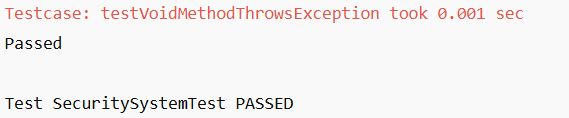 Testcase: testVoidMethodThrowsException took 0.001 sec
Passed
Test SecuritySystemTest PASSED